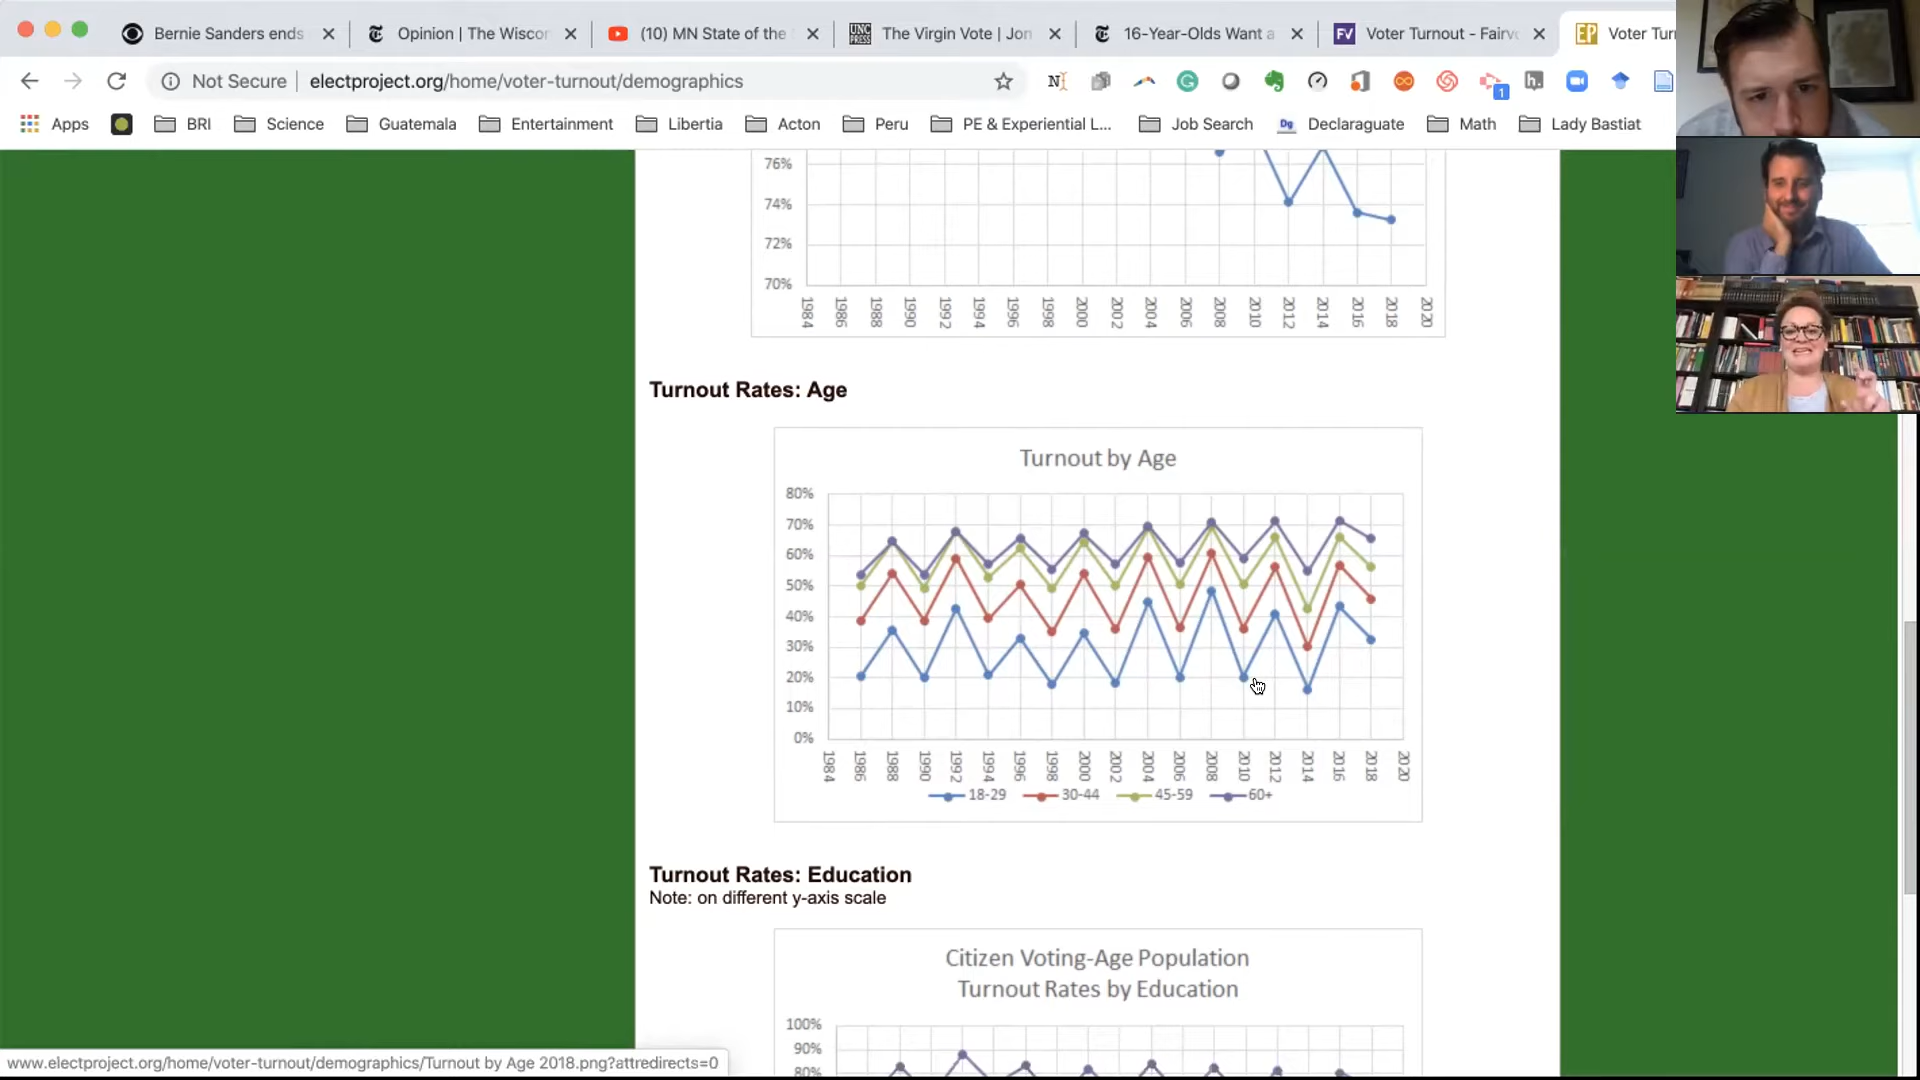 Bernie Sanders ends
Opinion | The Wiscor
(10) MN State of the
UNC PRESS
The Virgin Vote | Jon
16-Year-Olds Want a
FV
Voter Turnout - Fairv
EP
Voter Tur
Not Secure
electproject.org/home/voter-turnout/demographics
1
Apps
BRI
Science
Guatemala
Entertainment
Libertia
Acton
Peru
PE & Experiential L...
Job Search
Dg
Declaraguate
Math
Lady Bastiat
76%
74%
72%
70%
1984 1986 1988 1990 1992 1994 1996 1998 2000 2002 2004 2006 2008 2010 2012 2014 2016 2018 2020
Turnout Rates: Age
Turnout by Age
80%
70%
60%
50%
40%
30%
20%
10%
0%
1984 1986 1988 1990 1992 1994 1996 1998 2000 2002 2004 2006 2008 2010 2012 2014 2016 2018 2020
18-29 30-44 45-59 60+
Turnout Rates: Education
Note: on different y-axis scale
Citizen Voting-Age Population
Turnout Rates by Education
100%
90%
80%
www.electproject.org/home/voter-turnout/demographics/Turnout by Age 2018.png?attredirects=0